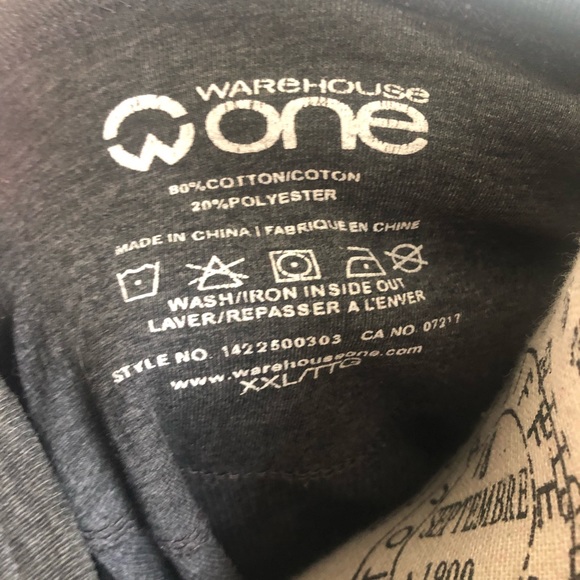 WAREHOUSE
one
80%COTTON/COTON
20%POLYESTER
MADE IN CHINA | FABRIQUE EN CHINE
WASH/IRON INSIDE OUT
LAVER/REPASSER A L'ENVER
STYLE NO. 1422500303 CA NO. 07217
www.warehouseone.com
XXL/TTG
SEPTEMBRE
1900